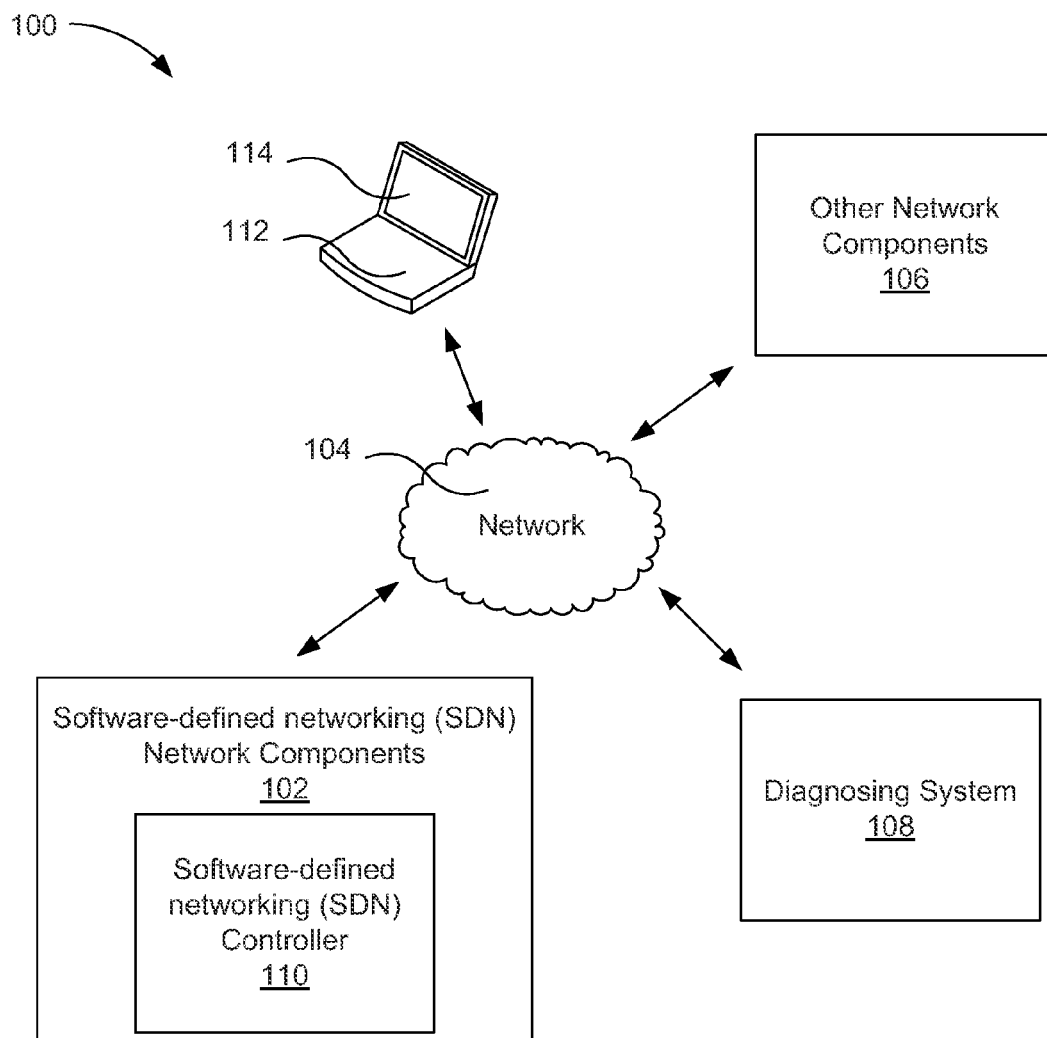 100
114
112
Other Network
Components
106
104
Network
Software-defined networking (SDN)
Network Components
102
Software-defined
networking (SDN)
Controller
110
Diagnosing System
108